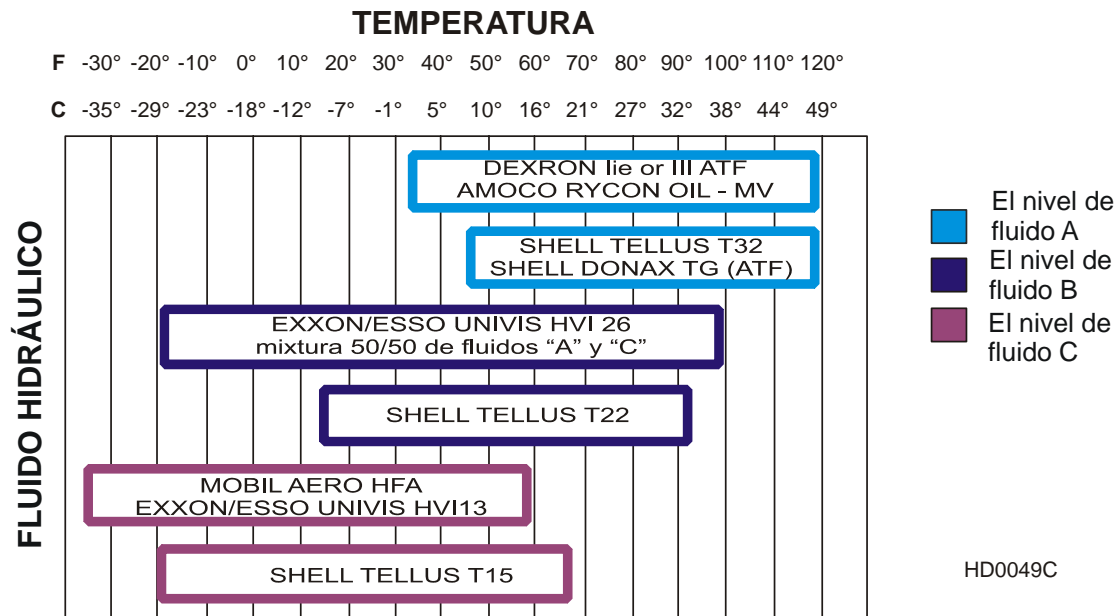 TEMPERATURA
F -30° -20° -10° 0° 10° 20° 30° 40° 50° 60° 70° 80° 90° 100° 110° 120°
C -35° -29° -23° -18° -12° -7° -1° 5° 10° 16° 21° 27° 32° 38° 44° 49°
FLUIDO HIDRÁULICO
DEXRON IIe or III ATF
AMOCO RYCON OIL - MV
SHELL TELLUS T32
SHELL DONAX TG (ATF)
EXXON/ESSO UNIVIS HVI 26
mixtura 50/50 de fluidos “A” y “C”
SHELL TELLUS T22
MOBIL AERO HFA
EXXON/ESSO UNIVIS HVI13
SHELL TELLUS T15
El nivel de
fluido A
El nivel de
fluido B
El nivel de
fluido C
HD0049C